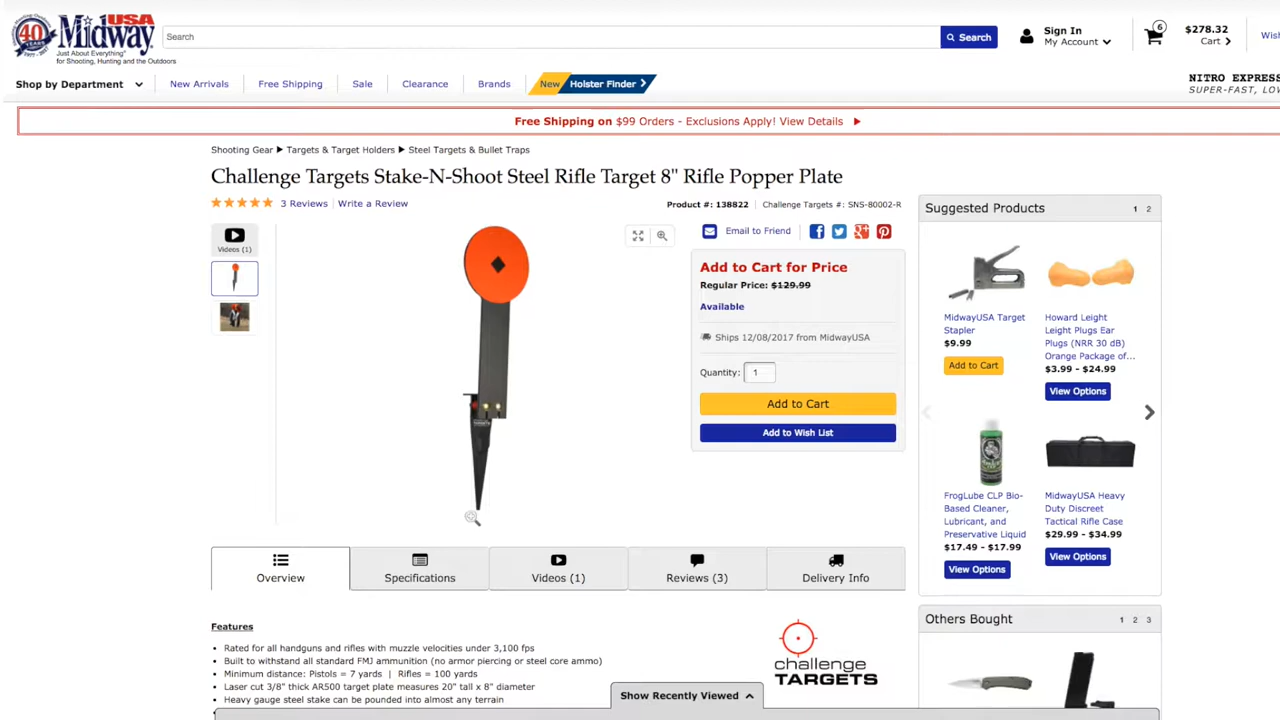 40 YEARS
1977 - 2017
MidwayUSA
Just About Everything®
for Shooting, Hunting and the Outdoors
Search
Search
Sign In
My Account
6
$278.32
Cart
Wish
Shop by Department
New Arrivals
Free Shipping
Sale
Clearance
Brands
New Holster Finder
NITRO EXPRESS
SUPER-FAST, LOW
Free Shipping on $99 Orders - Exclusions Apply! View Details
Shooting Gear ▶ Targets & Target Holders ▶ Steel Targets & Bullet Traps
Challenge Targets Stake-N-Shoot Steel Rifle Target 8" Rifle Popper Plate
3 Reviews | Write a Review
Product #: 138822 | Challenge Targets #: SNS-80002-R
Videos (1)
Email to Friend
Add to Cart for Price
Regular Price: $129.99
Available
Ships 12/08/2017 from MidwayUSA
Quantity: 1
Add to Cart
Add to Wish List
Suggested Products
1 2
MidwayUSA Target
Stapler
$9.99
Add to Cart
Howard Leight
Leight Plugs Ear
Plugs (NRR 30 dB)
Orange Package of...
$3.99 - $24.99
View Options
FrogLube CLP Bio-
Based Cleaner,
Lubricant, and
Preservative Liquid
$17.49 - $17.99
View Options
MidwayUSA Heavy
Duty Discreet
Tactical Rifle Case
$29.99 - $34.99
View Options
Overview
Specifications
Videos (1)
Reviews (3)
Delivery Info
Features
• Rated for all handguns and rifles with muzzle velocities under 3,100 fps
• Built to withstand all standard FMJ ammunition (no armor piercing or steel core ammo)
• Minimum distance: Pistols = 7 yards | Rifles = 100 yards
• Laser cut 3/8" thick AR500 target plate measures 20" tall x 8" diameter
• Heavy gauge steel stake can be pounded into almost any terrain
challenge
TARGETS
Others Bought
1 2 3
Show Recently Viewed